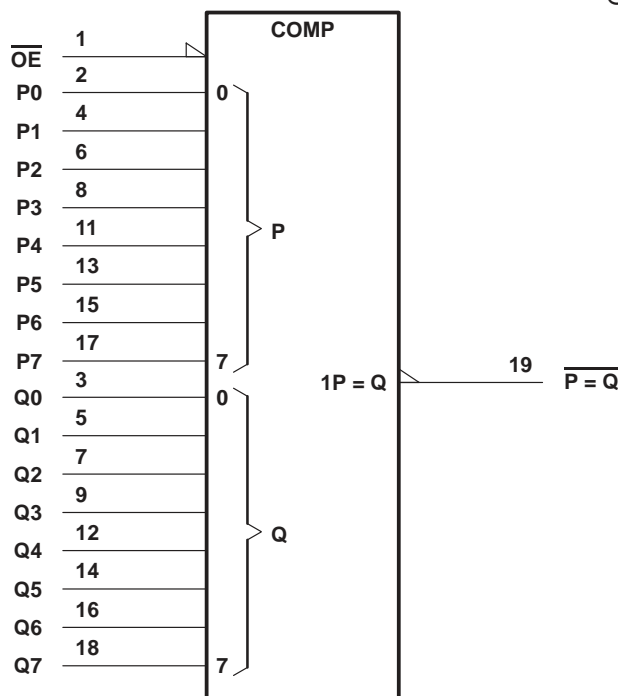 COMP
O̅E̅ 1
P0 2 0
P1 4
P2 6
P3 8
P4 11 P
P5 13
P6 15
P7 17 7
1P = Q 19 P̅ ̅=̅ ̅Q̅
Q0 3 0
Q1 5
Q2 7
Q3 9
Q4 12 Q
Q5 14
Q6 16
Q7 18 7